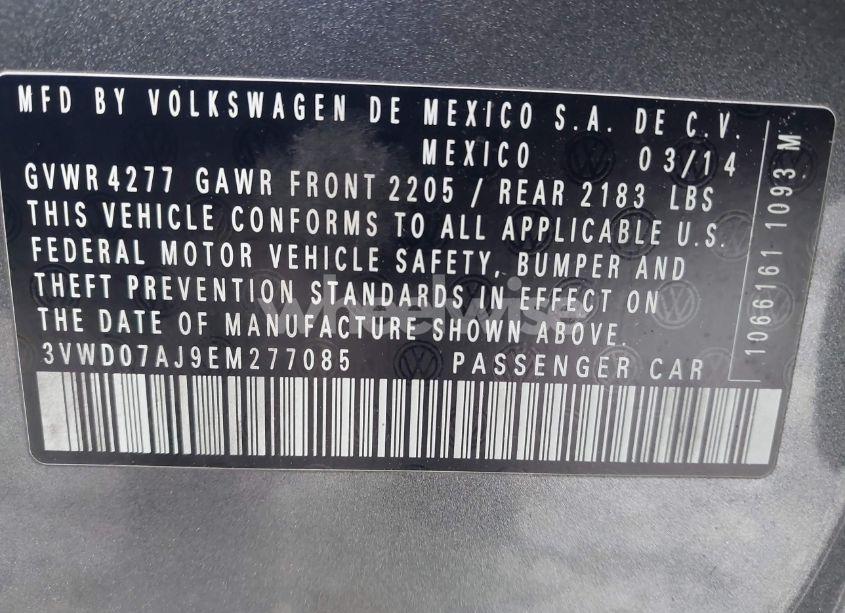 MFD BY VOLKSWAGEN DE MEXICO S.A. DE C.V.
MEXICO 03/14
GVWR 4277 GAWR FRONT 2205 / REAR 2183 LBS
THIS VEHICLE CONFORMS TO ALL APPLICABLE U.S.
FEDERAL MOTOR VEHICLE SAFETY, BUMPER AND
THEFT PREVENTION STANDARDS IN EFFECT ON
THE DATE OF MANUFACTURE SHOWN ABOVE.
3VWD07AJ9EM277085 PASSENGER CAR
1066161 1093 M
wheelwise